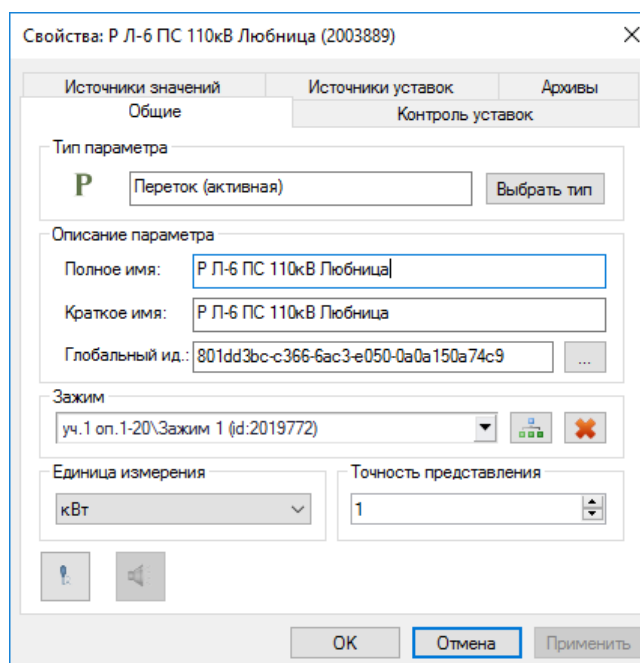 Свойства: Р Л-6 ПС 110кВ Любница (2003889)
Источники значений Источники уставок Архивы
Общие Контроль уставок
Тип параметра
P Переток (активная) Выбрать тип
Описание параметра
Полное имя: Р Л-6 ПС 110кВ Любница
Краткое имя: Р Л-6 ПС 110кВ Любница
Глобальный ид.: 801dd3bc-c366-6ac3-e050-0a0a150a74c9 ...
Зажим
уч.1 оп.1-20\Зажим 1 (id:2019772)
Единица измерения Точность представления
кВт 1
OK Отмена Применить